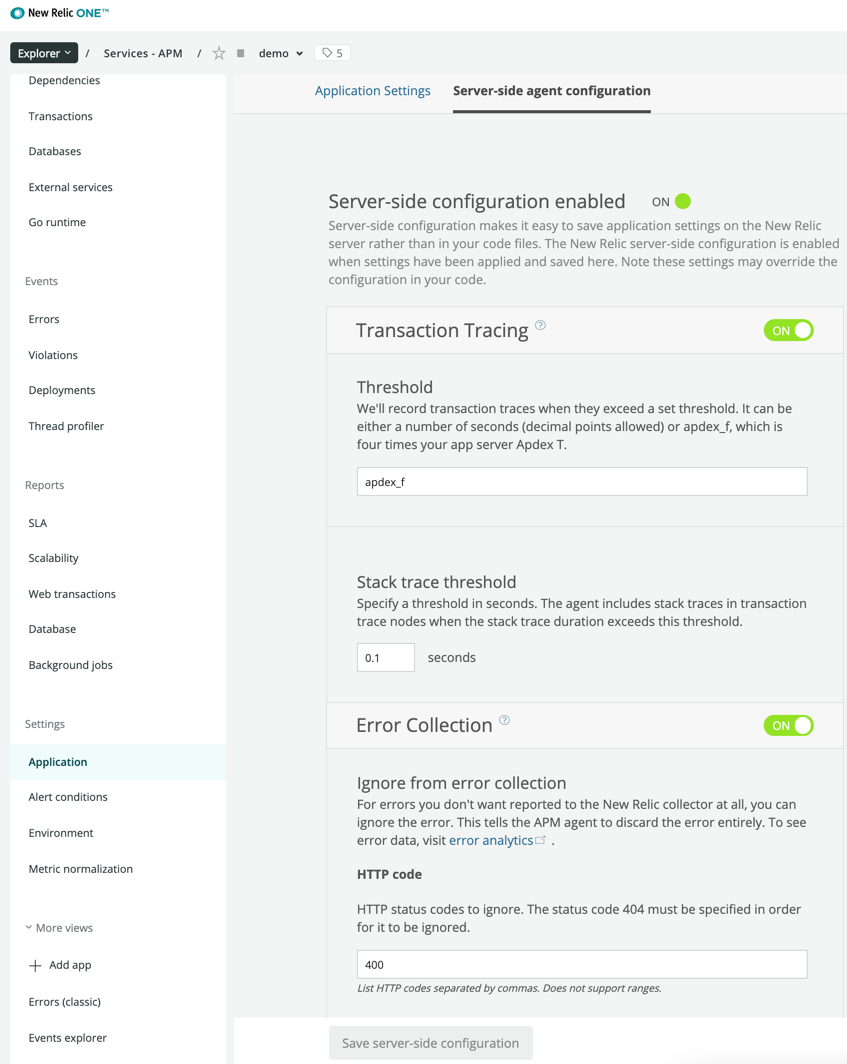 New Relic ONE™
Explorer / Services - APM / demo 5
Dependencies
Transactions
Databases
External services
Go runtime
Events
Errors
Violations
Deployments
Thread profiler
Reports
SLA
Scalability
Web transactions
Database
Background jobs
Settings
Application
Alert conditions
Environment
Metric normalization
More views
Add app
Errors (classic)
Events explorer
Application Settings Server-side agent configuration
Server-side configuration enabled ON
Server-side configuration makes it easy to save application settings on the New Relic
server rather than in your code files. The New Relic server-side configuration is enabled
when settings have been applied and saved here. Note these settings may override the
configuration in your code.
Transaction Tracing ? ON
Threshold
We'll record transaction traces when they exceed a set threshold. It can be
either a number of seconds (decimal points allowed) or apdex_f, which is
four times your app server Apdex T.
apdex_f
Stack trace threshold
Specify a threshold in seconds. The agent includes stack traces in transaction
trace nodes when the stack trace duration exceeds this threshold.
0.1 seconds
Error Collection ? ON
Ignore from error collection
For errors you don't want reported to the New Relic collector at all, you can
ignore the error. This tells the APM agent to discard the error entirely. To see
error data, visit error analytics .
HTTP code
HTTP status codes to ignore. The status code 404 must be specified in order
for it to be ignored.
400
List HTTP codes separated by commas. Does not support ranges.
Save server-side configuration